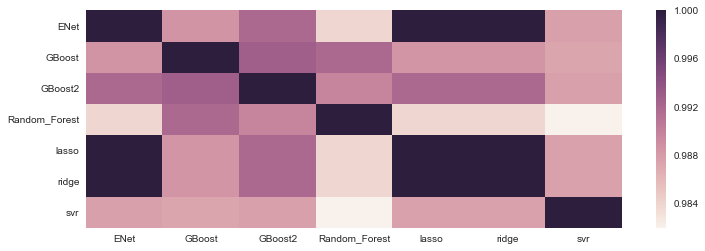 ENet
GBoost
GBoost2
Random_Forest
lasso
ridge
svr
ENet GBoost GBoost2 Random_Forest lasso ridge svr
1.000
0.996
0.992
0.988
0.984